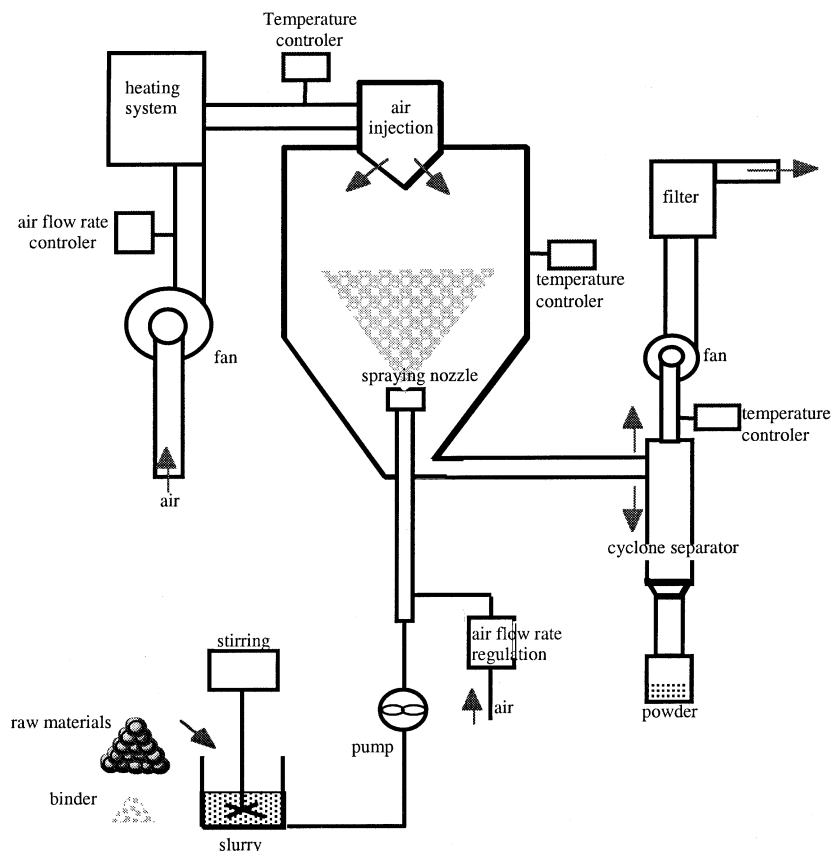 Temperature
controler
heating
system
air
injection
filter
air flow rate
controler
temperature
controler
fan
fan
spraying nozzle
temperature
controler
air
cyclone separator
air flow rate
regulation
stirring
air
powder
raw materials
pump
binder
slurry